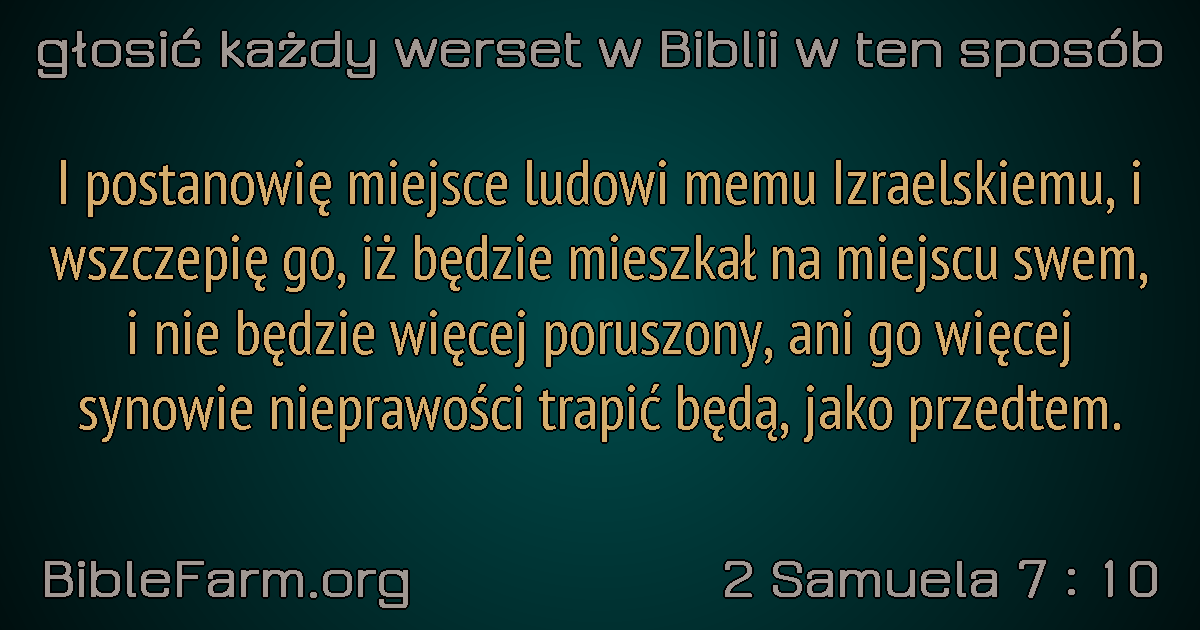 głosić każdy werset w Biblii w ten sposób
I postanowię miejsce ludowi memu Izraelskiemu, i
wszczepię go, iż będzie mieszkał na miejscu swem,
i nie będzie więcej poruszony, ani go więcej
synowie nieprawości trapić będą, jako przedtem.
BibleFarm.org
2 Samuela 7 : 10